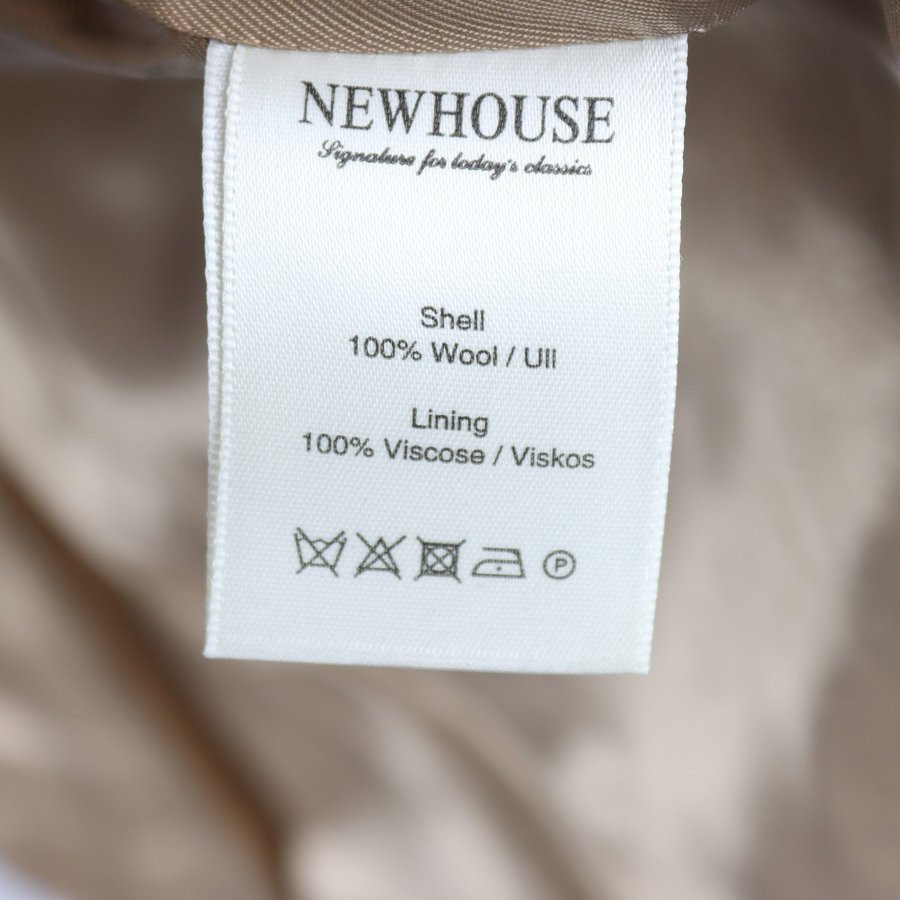 NEWHOUSE
Signature for today's classics
Shell
100% Wool / Ull
Lining
100% Viscose / Viskos
P